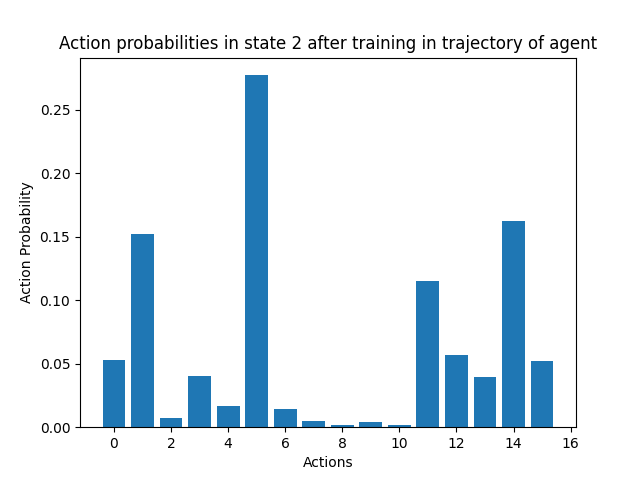 Action probabilities in state 2 after training in trajectory of agent
0.25
0.20
0.15
0.10
0.05
0.00
Action Probability
0 2 4 6 8 10 12 14 16
Actions